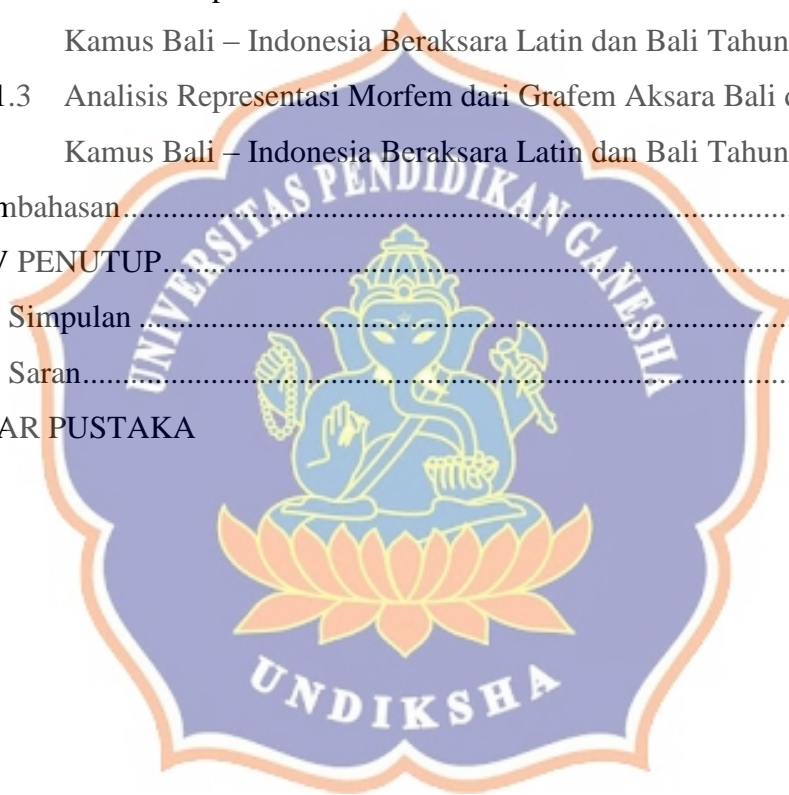 Kamus Bali – Indonesia Beraksara Latin dan Bali Tahun
1.3 Analisis Representasi Morfem dari Grafem Aksara Bali
Kamus Bali – Indonesia Beraksara Latin dan Bali Tahun
mbahasan
PENUTUP
Simpulan
Saran
AR PUSTAKA
UNIVERSITAS PENDIDIKAN GANESHA
UNDIKSHA